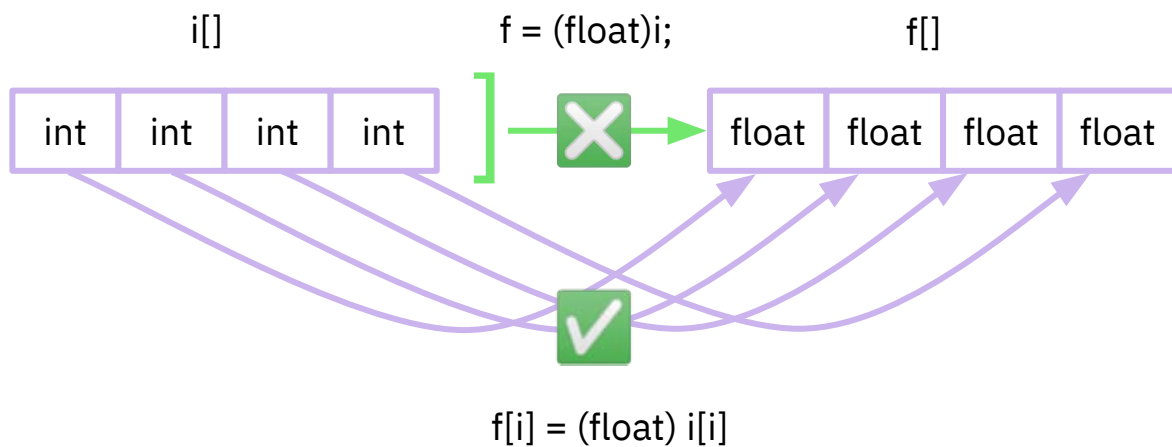 i[] f = (float)i; f[]
int int int int float float float float
f[i] = (float) i[i]